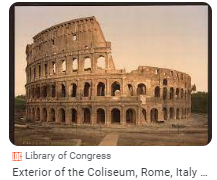 Library of Congress
Exterior of the Coliseum, Rome, Italy ...